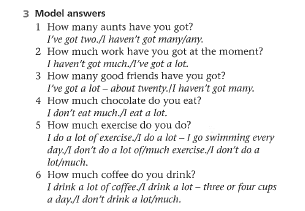 3 Model answers
1 How many aunts have you got?
I've got two./I haven't got many/any.
2 How much work have you got at the moment?
I haven't got much./I've got a lot.
3 How many good friends have you got?
I've got a lot – about twenty./I haven't got many.
4 How much chocolate do you eat?
I don't eat much./I eat a lot.
5 How much exercise do you do?
I do a lot of exercise./I do a lot – I go swimming every
day./I don't do a lot of/much exercise./I don't do a
lot/much.
6 How much coffee do you drink?
I drink a lot of coffee./I drink a lot – three or four cups
a day./I don't drink a lot/much.